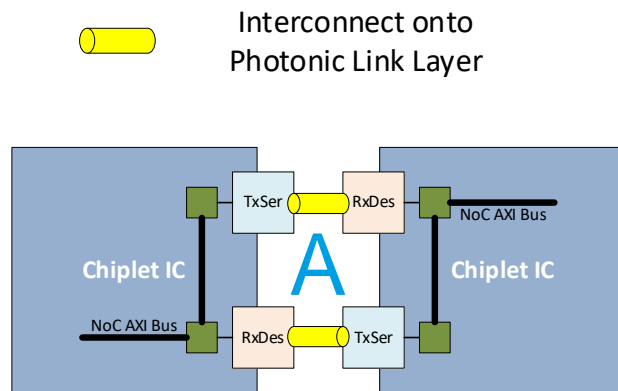 Interconnect onto
Photonic Link Layer
TxSer
RxDes
NoC AXI Bus
Chiplet IC
A
Chiplet IC
NoC AXI Bus
RxDes
TxSer